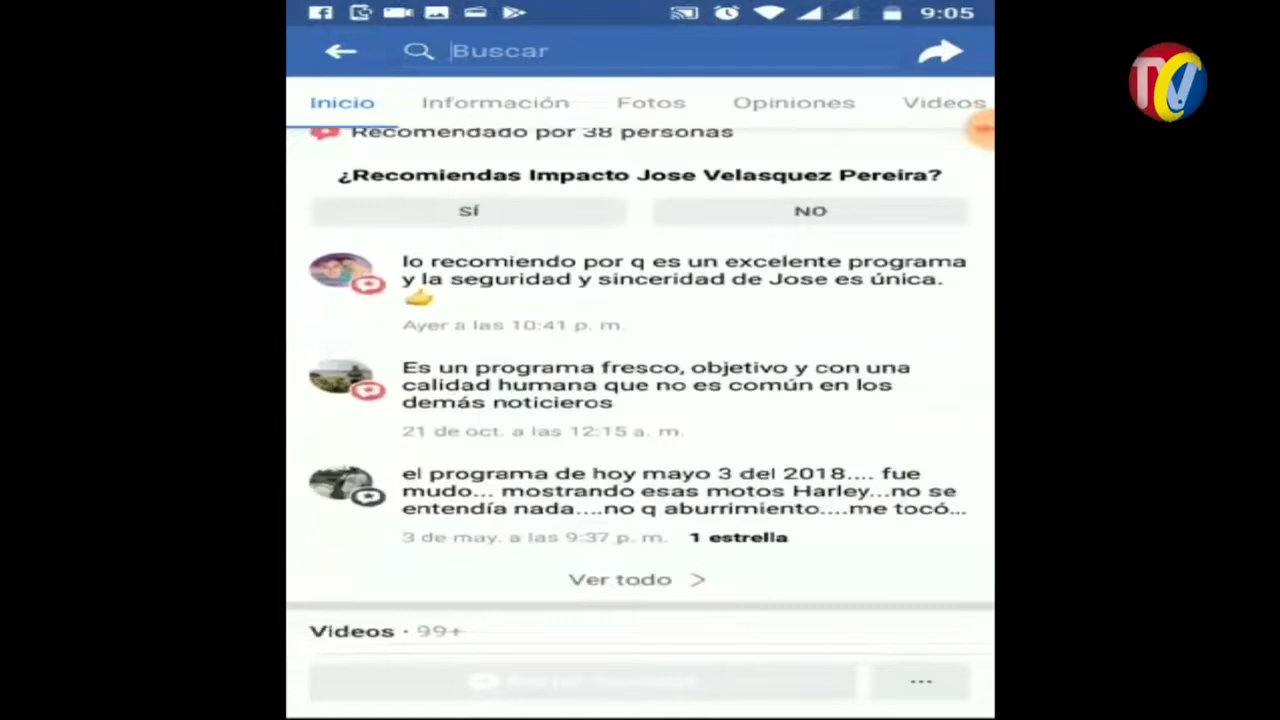 9:05
Buscar
Inicio Información Fotos Opiniones Videos
Recomendado por 38 personas
¿Recomiendas Impacto Jose Velasquez Pereira?
SÍ NO
lo recomiendo por q es un excelente programa
y la seguridad y sinceridad de Jose es única.
Ayer a las 10:41 p. m.
Es un programa fresco, objetivo y con una
calidad humana que no es común en los
demás noticieros
21 de oct. a las 12:15 a. m.
el programa de hoy mayo 3 del 2018.... fue
mudo... mostrando esas motos Harley...no se
entendía nada....no q aburrimiento....me tocó...
3 de may. a las 9:37 p. m. 1 estrella
Ver todo >
Videos · 99+
...
TVC